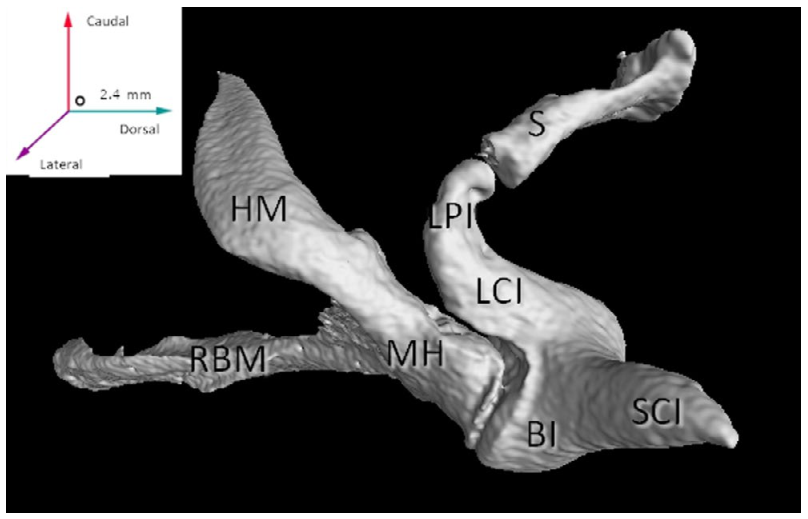 Caudal
O 2.4 mm
Dorsal
Lateral
S
HM
LPI
LCI
RBM
MH
SCI
BI